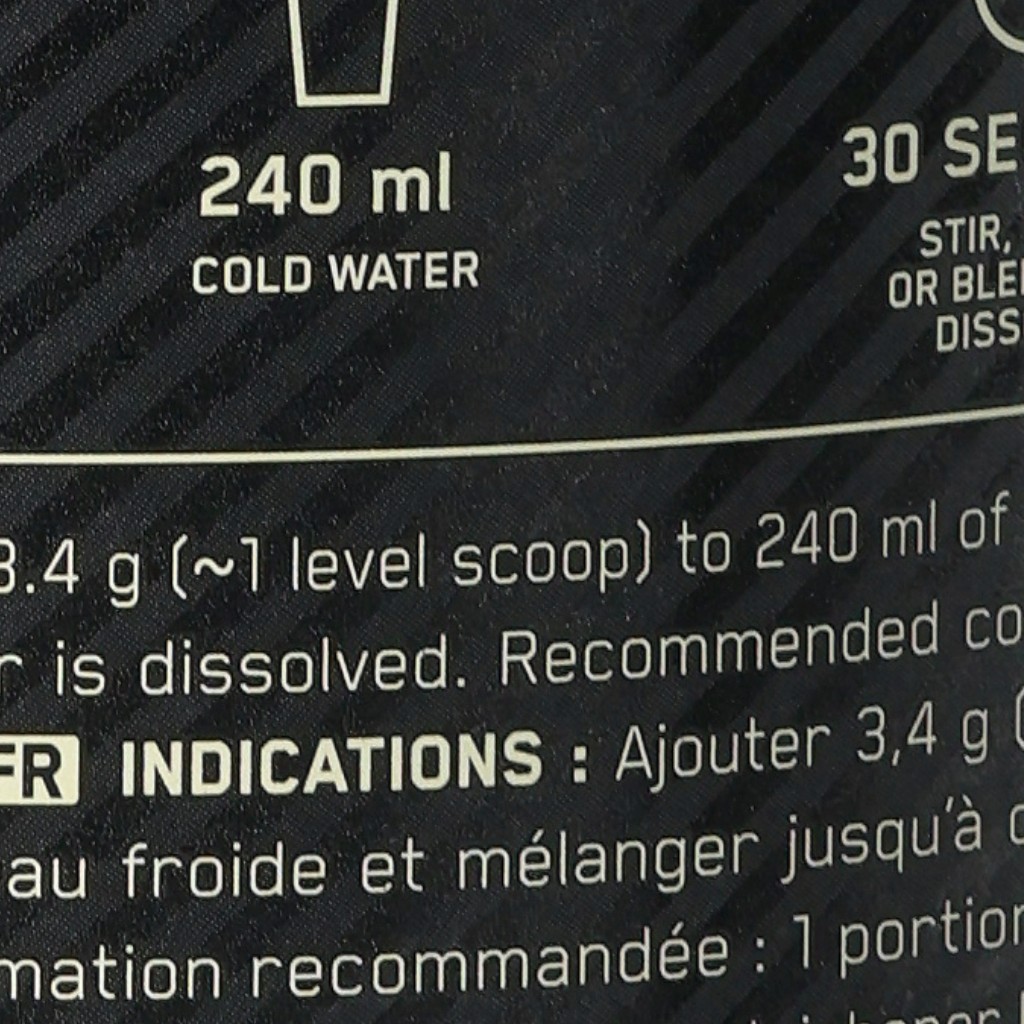 240 ml
COLD WATER
30 SE
STIR,
OR BLE
DISS
3.4 g (~1 level scoop) to 240 ml of
r is dissolved. Recommended co
FR INDICATIONS : Ajouter 3,4 g (
au froide et mélanger jusqu'à
mation recommandée : 1 portion